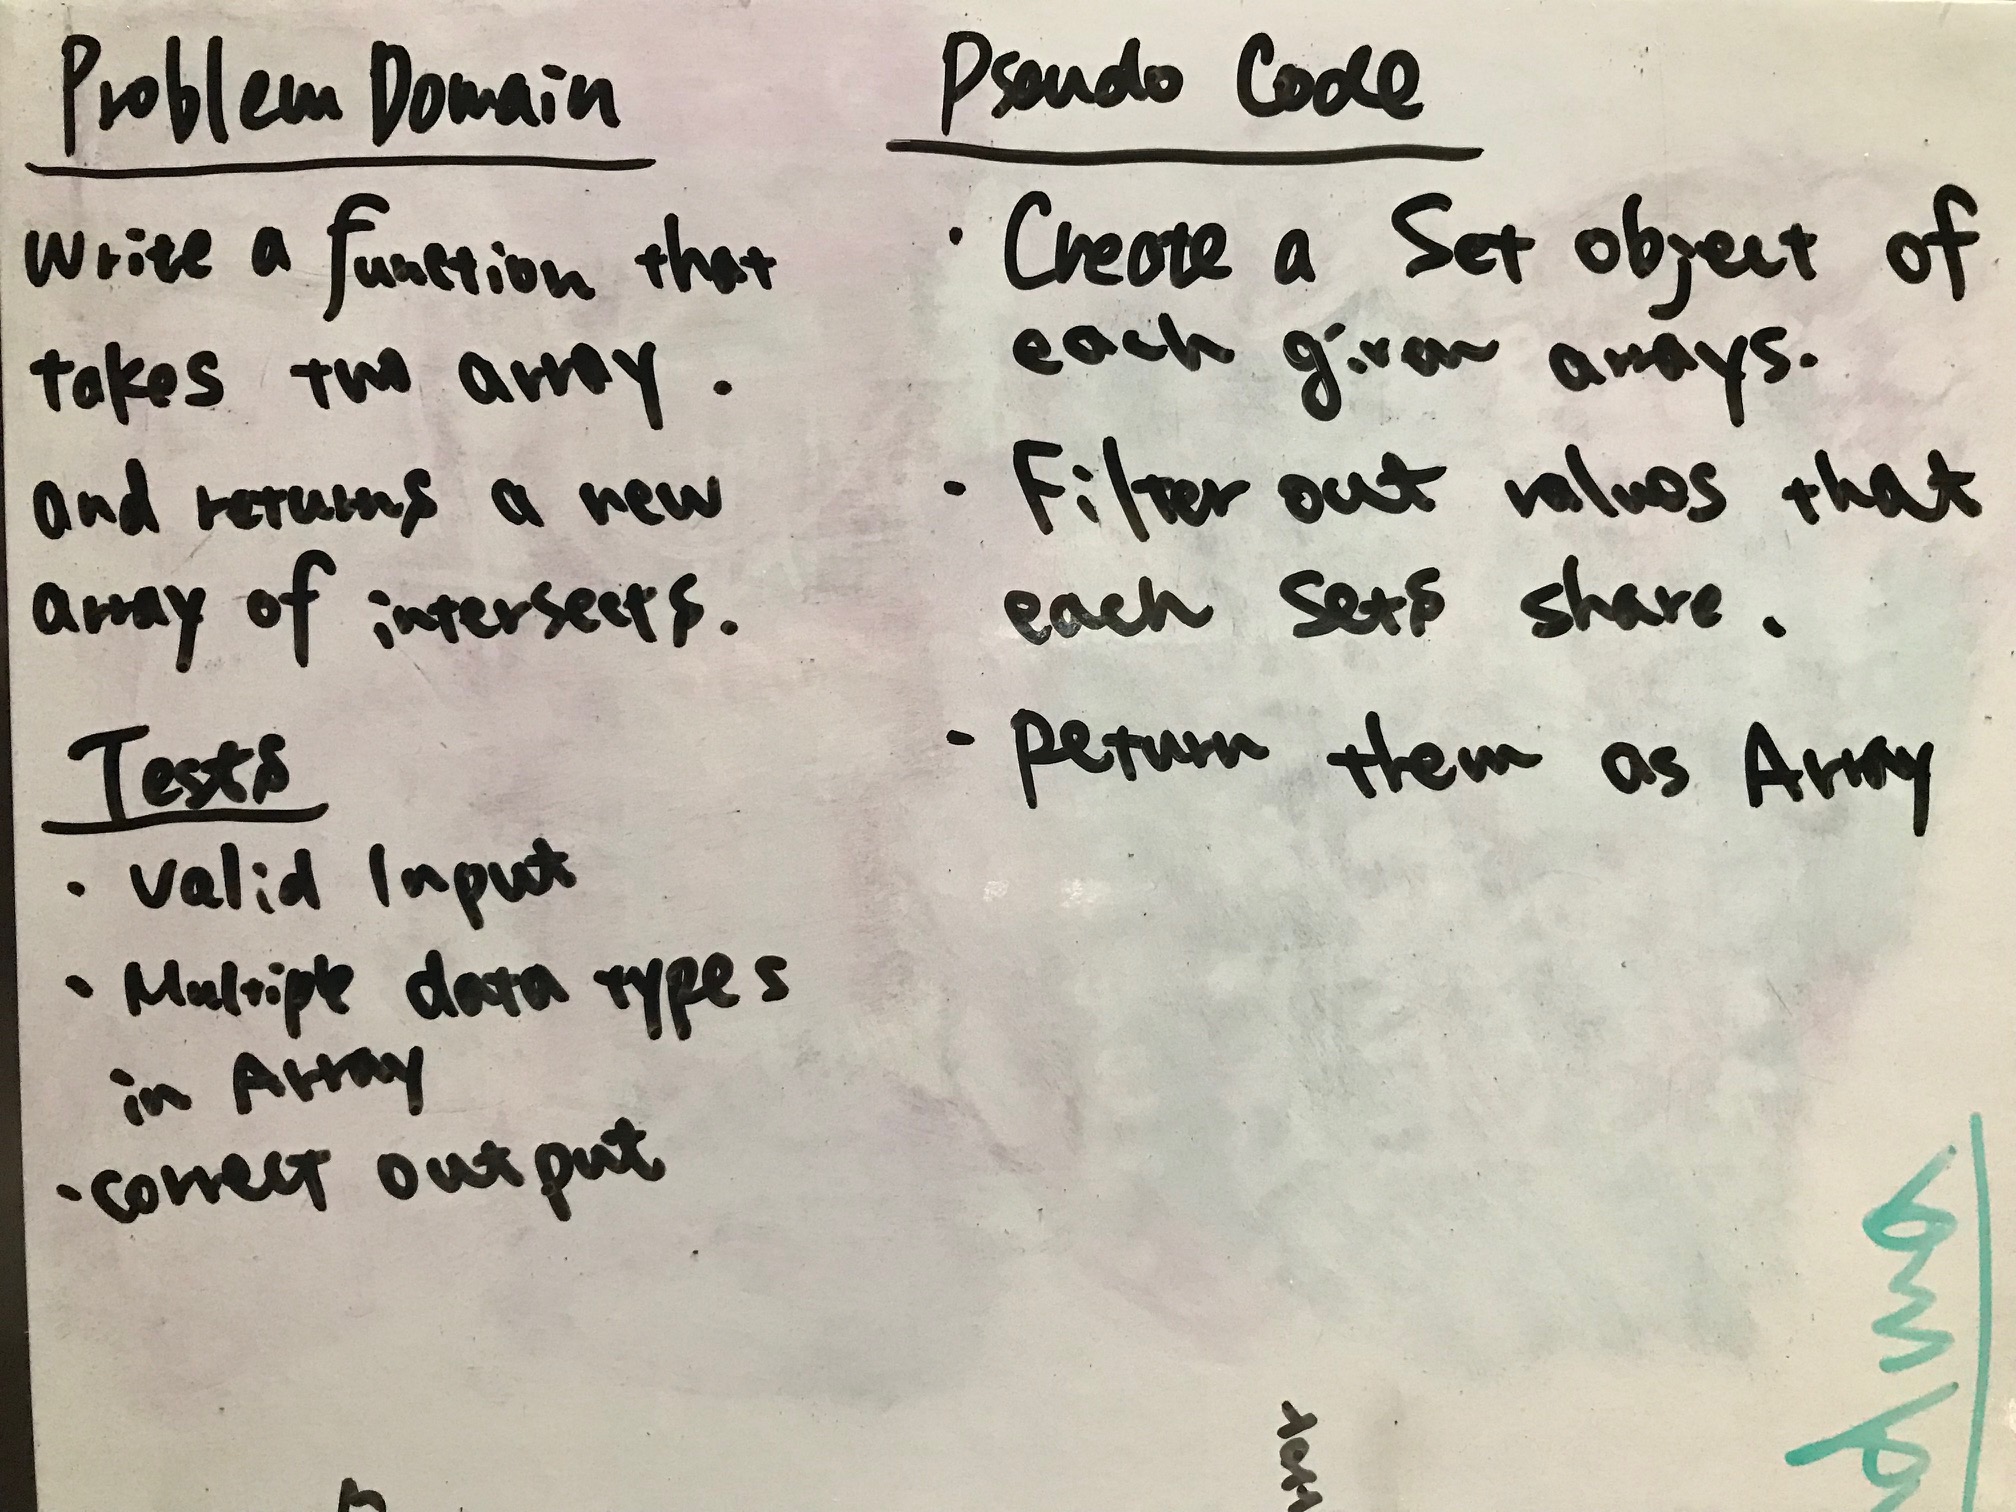 Problem Domain
Write a function that
takes two array.
and returns a new
array of intersects.
Tests
· Valid Input
· Multiple data types
in Array
· correct output
Pseudo Code
· Create a Set object of
each given arrays.
· Filter out values that
each sets share.
· Return them as Array